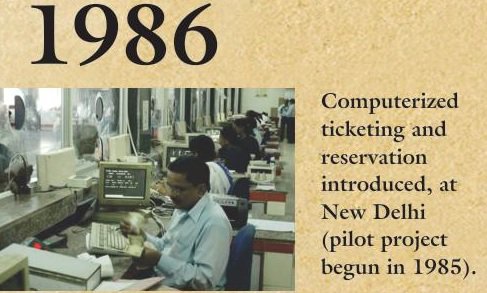 1986
Computerized
ticketing and
reservation
introduced, at
New Delhi
(pilot project
begun in 1985).